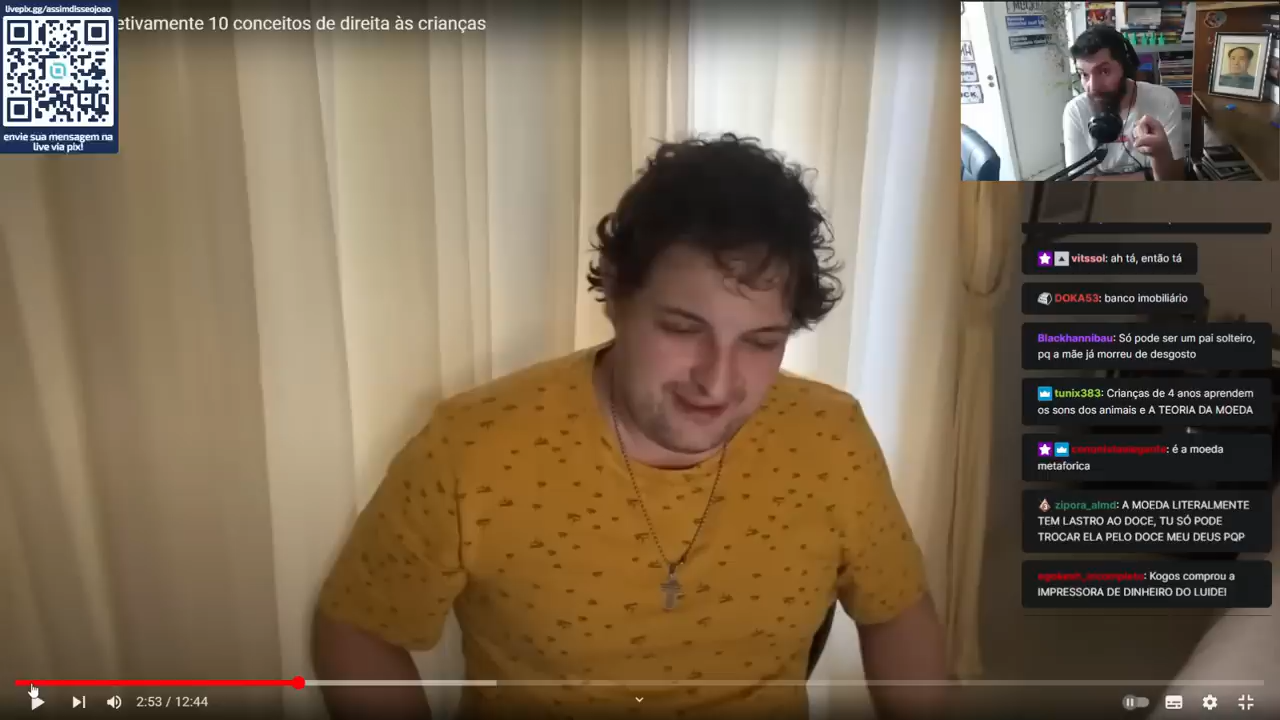 livepix.gg/assimdisseojoao
etivamente 10 conceitos de direita às crianças
envie sua mensagem na
live via pix!
vitssol: ah tá, então tá
DOKA53: banco imobiliário
Blackhannibau: Só pode ser um pai solteiro,
pq a mãe já morreu de desgosto
tunix383: Crianças de 4 anos aprendem
os sons dos animais e A TEORIA DA MOEDA
: é a moeda
metaforica
zipora_almd: A MOEDA LITERALMENTE
TEM LASTRO AO DOCE, TU SÓ PODE
TROCAR ELA PELO DOCE MEU DEUS PQP
: Kogos comprou a
IMPRESSORA DE DINHEIRO DO LUIDE!
2:53 / 12:44